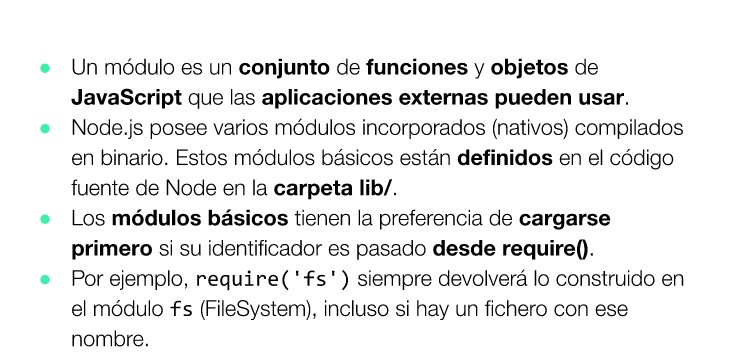 Un módulo es un conjunto de funciones y objetos de
JavaScript que las aplicaciones externas pueden usar.
Node.js posee varios módulos incorporados (nativos) compilados
en binario. Estos módulos básicos están definidos en el código
fuente de Node en la carpeta lib/.
Los módulos básicos tienen la preferencia de cargarse
primero si su identificador es pasado desde require().
Por ejemplo, require('fs') siempre devolverá lo construido en
el módulo fs (FileSystem), incluso si hay un fichero con ese
nombre.